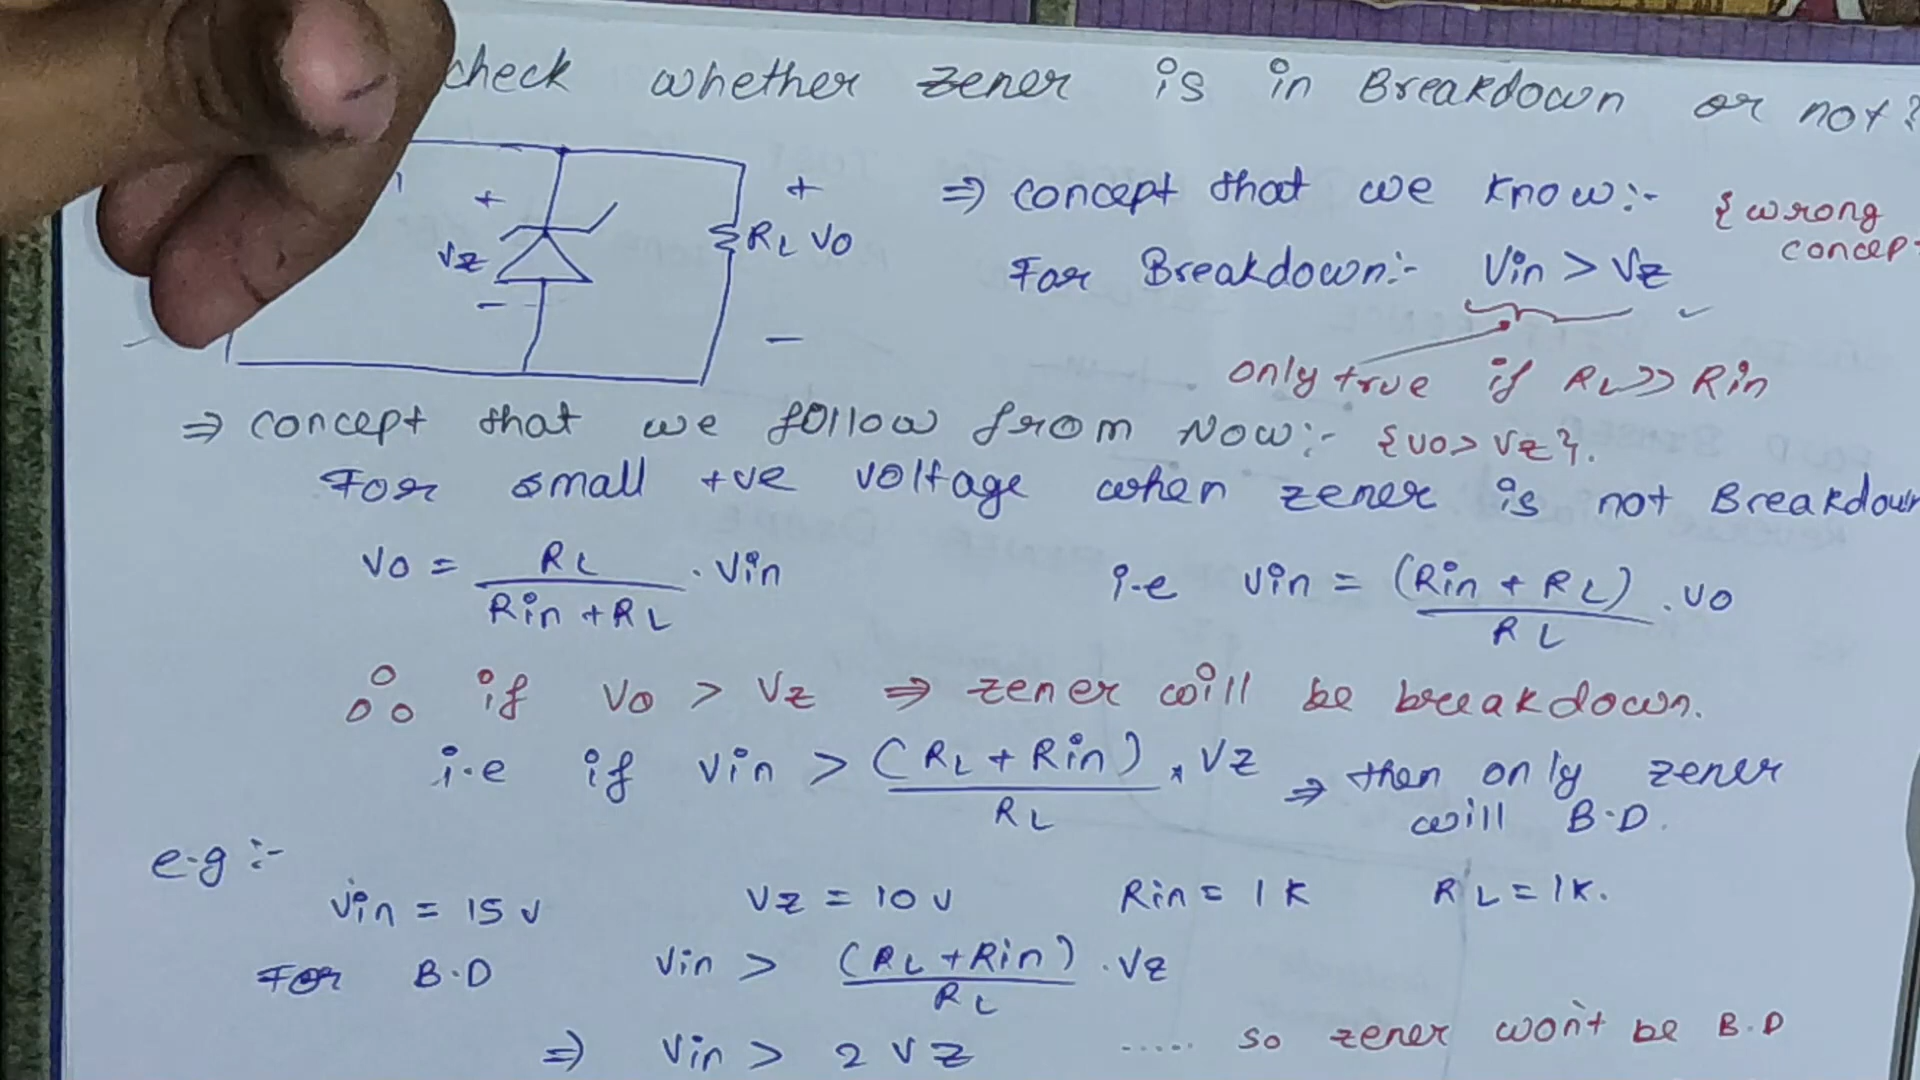 check whether zener is in Breakdown or not?
+
Vz
-
+
RL Vo
-
⇒ concept that we know:- {wrong
concep
For Breakdown:- Vin > Vz
only true if RL>> Rin
⇒ concept that we follow from Now:- {Vo> Vz}.
For small +ve voltage when zener is not Breakdow
Vo = RL / (Rin + RL) . Vin
i.e Vin = (Rin + RL) / RL . Vo
∴ if Vo > Vz ⇒ zener will be breakdown.
i.e if Vin > (RL + Rin) / RL * Vz ⇒ then only zener
will B.D.
e.g :-
Vin = 15 V Vz = 10 V Rin = 1 K RL = 1K.
For B.D Vin > (RL + Rin) / RL . Vz
⇒ Vin > 2 Vz ..... so zener won't be B.D